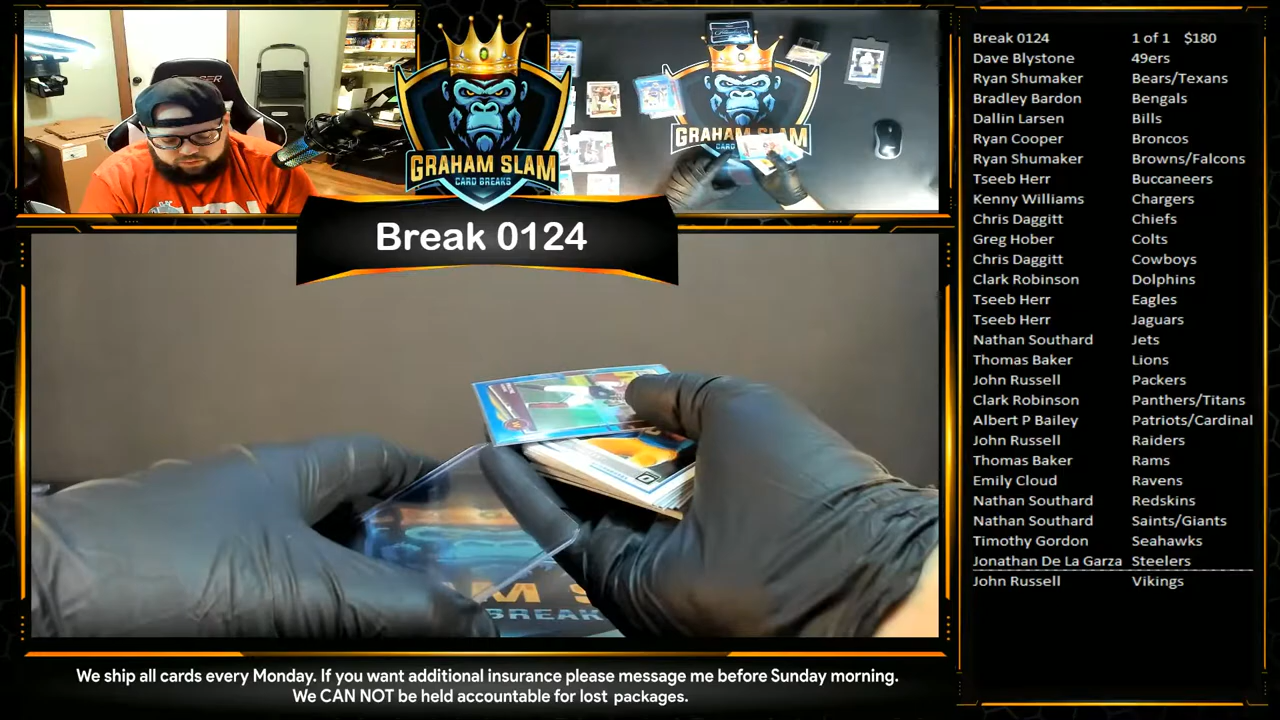 GRAHAM SLAM
CARD BREAKS
GRAHAM SLAM
Break 0124
BREAK
We ship all cards every Monday. If you want additional insurance please message me before Sunday morning.
We CAN NOT be held accountable for lost packages.
Break 0124 1 of 1 $180
Dave Blystone 49ers
Ryan Shumaker Bears/Texans
Bradley Bardon Bengals
Dallin Larsen Bills
Ryan Cooper Broncos
Ryan Shumaker Browns/Falcons
Tseeb Herr Buccaneers
Kenny Williams Chargers
Chris Daggitt Chiefs
Greg Hober Colts
Chris Daggitt Cowboys
Clark Robinson Dolphins
Tseeb Herr Eagles
Tseeb Herr Jaguars
Nathan Southard Jets
Thomas Baker Lions
John Russell Packers
Clark Robinson Panthers/Titans
Albert P Bailey Patriots/Cardinal
John Russell Raiders
Thomas Baker Rams
Emily Cloud Ravens
Nathan Southard Redskins
Nathan Southard Saints/Giants
Timothy Gordon Seahawks
Jonathan De La Garza Steelers
John Russell Vikings